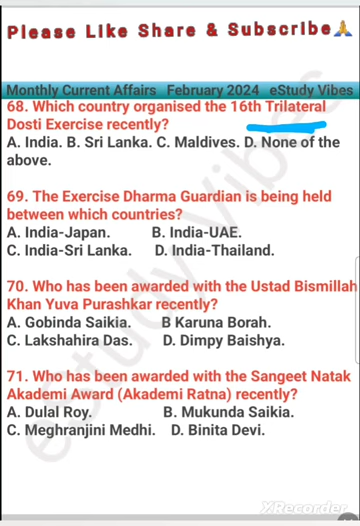 Please Like Share & Subscribe🙏
Monthly Current Affairs February 2024 eStudy Vibes
68. Which country organised the 16th Trilateral
Dosti Exercise recently?
A. India. B. Sri Lanka. C. Maldives. D. None of the
above.
69. The Exercise Dharma Guardian is being held
between which countries?
A. India-Japan. B. India-UAE.
C. India-Sri Lanka. D. India-Thailand.
70. Who has been awarded with the Ustad Bismillah
Khan Yuva Purashkar recently?
A. Gobinda Saikia. B Karuna Borah.
C. Lakshahira Das. D. Dimpy Baishya.
71. Who has been awarded with the Sangeet Natak
Akademi Award (Akademi Ratna) recently?
A. Dulal Roy. B. Mukunda Saikia.
C. Meghranjini Medhi. D. Binita Devi.
eStudy Vibes
XRecorder